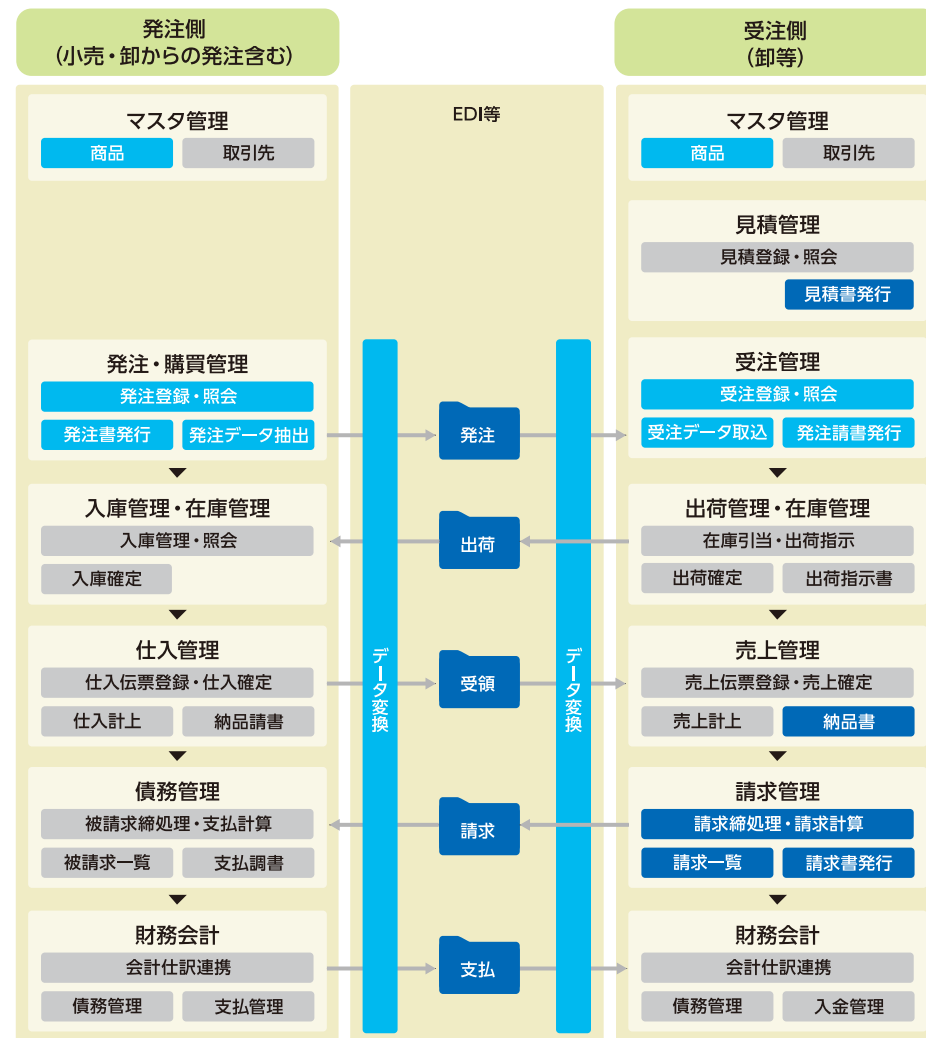 発注側
(小売・卸からの発注含む)
マスタ管理
商品
取引先
発注・購買管理
発注登録・照会
発注書発行
発注データ抽出
入庫管理・在庫管理
入庫管理・照会
入庫確定
仕入管理
仕入伝票登録・仕入確定
仕入計上
納品請書
債務管理
被請求締処理・支払計算
被請求一覧
支払調書
財務会計
会計仕訳連携
債務管理
支払管理
EDI等
データ変換
発注
出荷
受領
請求
支払
データ変換
受注側
(卸等)
マスタ管理
商品
取引先
見積管理
見積登録・照会
見積書発行
受注管理
受注登録・照会
受注データ取込
発注請書発行
出荷管理・在庫管理
在庫引当・出荷指示
出荷確定
出荷指示書
売上管理
売上伝票登録・売上確定
売上計上
納品書
請求管理
請求締処理・請求計算
請求一覧
請求書発行
財務会計
会計仕訳連携
債務管理
入金管理